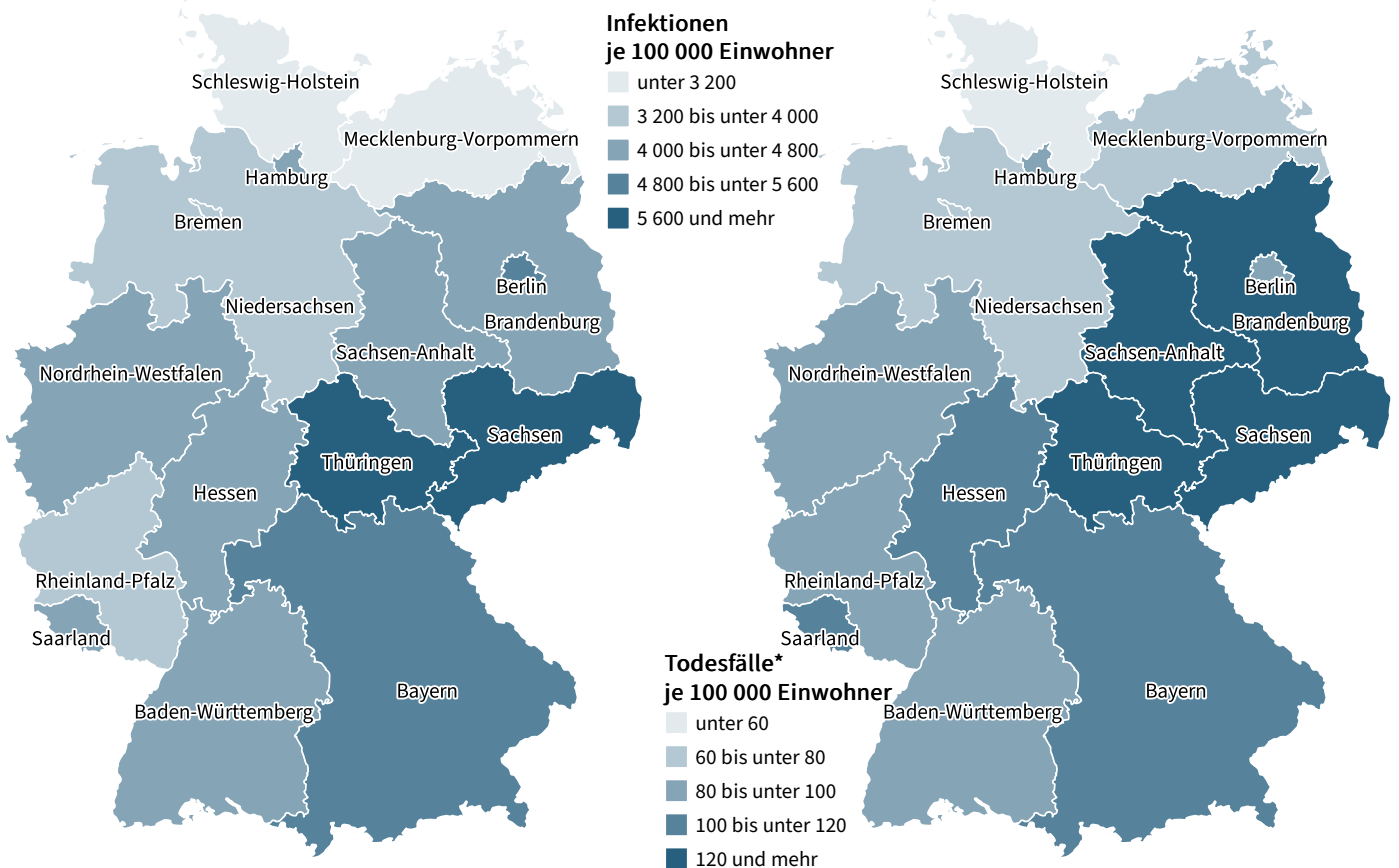 Infektionen
je 100 000 Einwohner
unter 3 200
3 200 bis unter 4 000
4 000 bis unter 4 800
4 800 bis unter 5 600
5 600 und mehr
Schleswig-Holstein
Mecklenburg-Vorpommern
Hamburg
Bremen
Berlin
Niedersachsen
Brandenburg
Sachsen-Anhalt
Nordrhein-Westfalen
Sachsen
Thüringen
Hessen
Rheinland-Pfalz
Saarland
Bayern
Baden-Württemberg
Schleswig-Holstein
Mecklenburg-Vorpommern
Hamburg
Bremen
Berlin
Niedersachsen
Brandenburg
Sachsen-Anhalt
Nordrhein-Westfalen
Sachsen
Thüringen
Hessen
Rheinland-Pfalz
Saarland
Bayern
Baden-Württemberg
Todesfälle*
je 100 000 Einwohner
unter 60
60 bis unter 80
80 bis unter 100
100 bis unter 120
120 und mehr